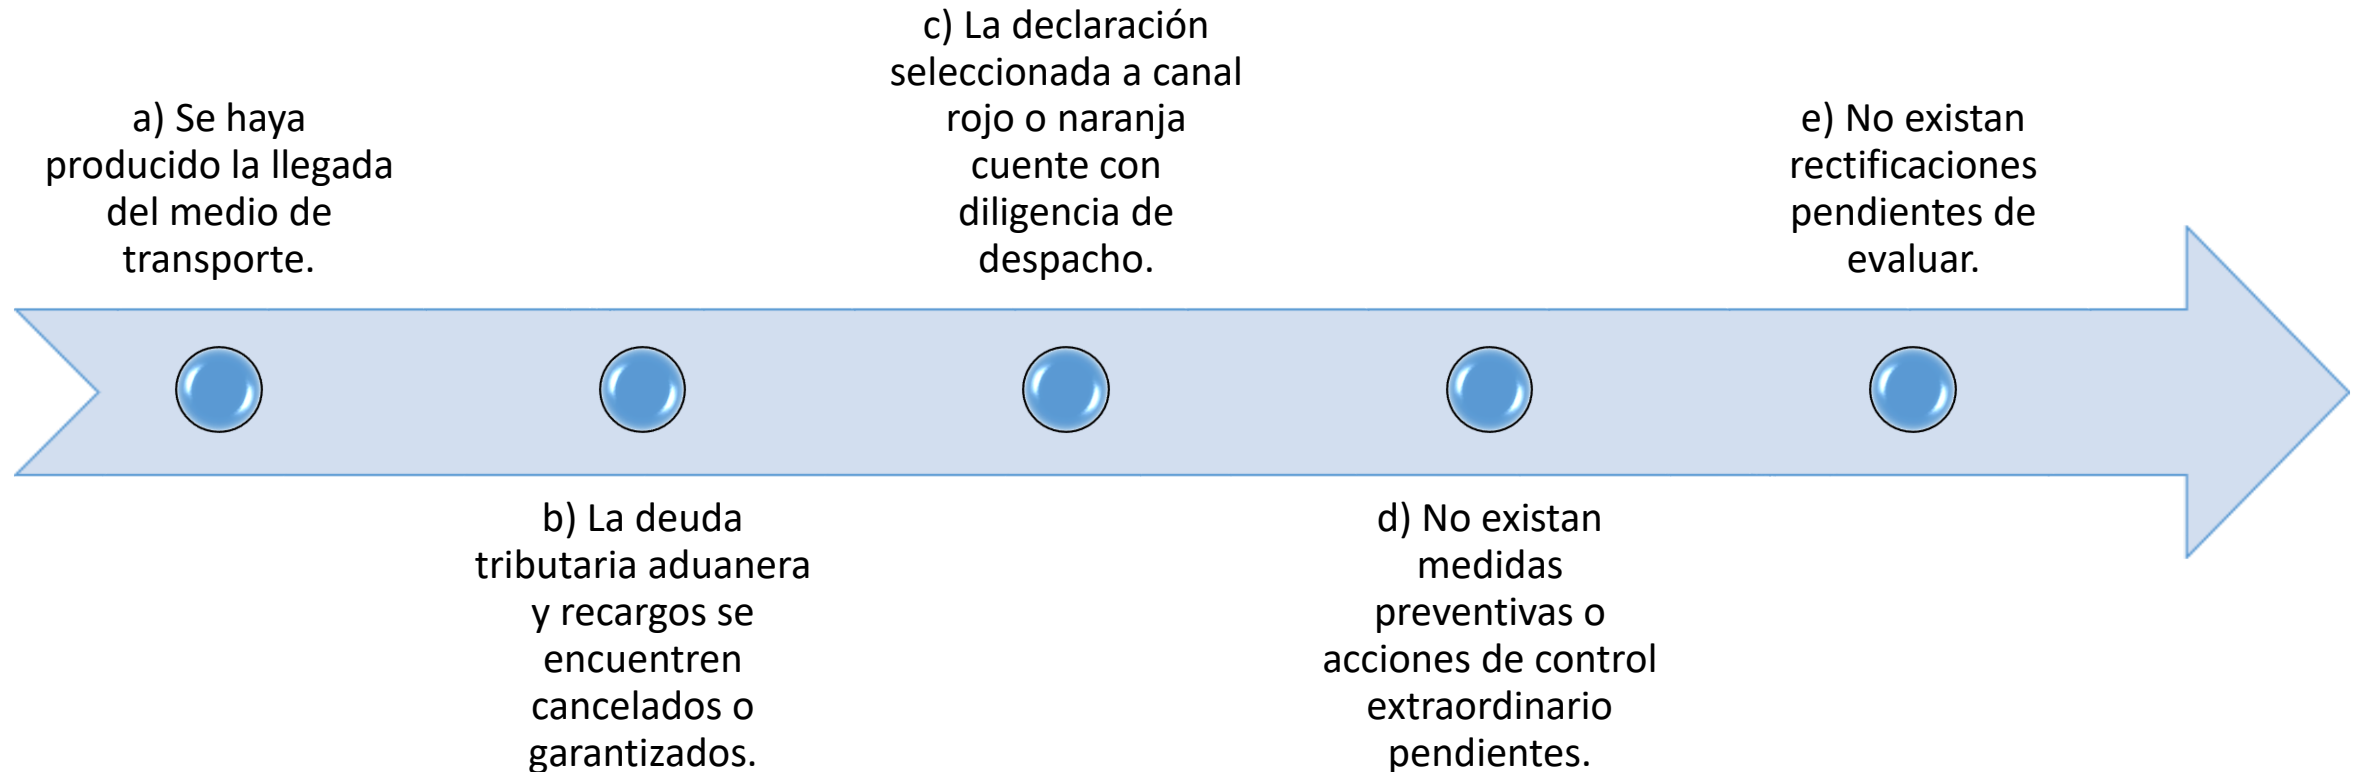 a) Se haya
producido la llegada
del medio de
transporte.
b) La deuda
tributaria aduanera
y recargos se
encuentren
cancelados o
garantizados.
c) La declaración
seleccionada a canal
rojo o naranja
cuente con
diligencia de
despacho.
d) No existan
medidas
preventivas o
acciones de control
extraordinario
pendientes.
e) No existan
rectificaciones
pendientes de
evaluar.